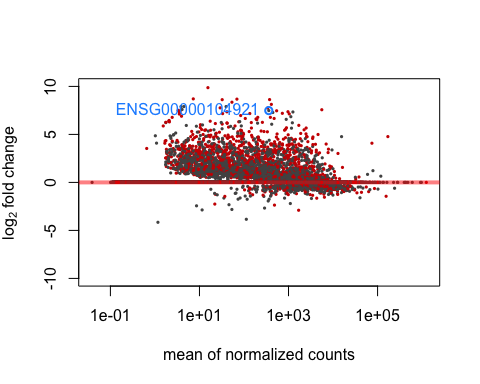 10
ENSG00000104921
5
0
-5
-10
log2 fold change
1e-01 1e+01 1e+03 1e+05
mean of normalized counts